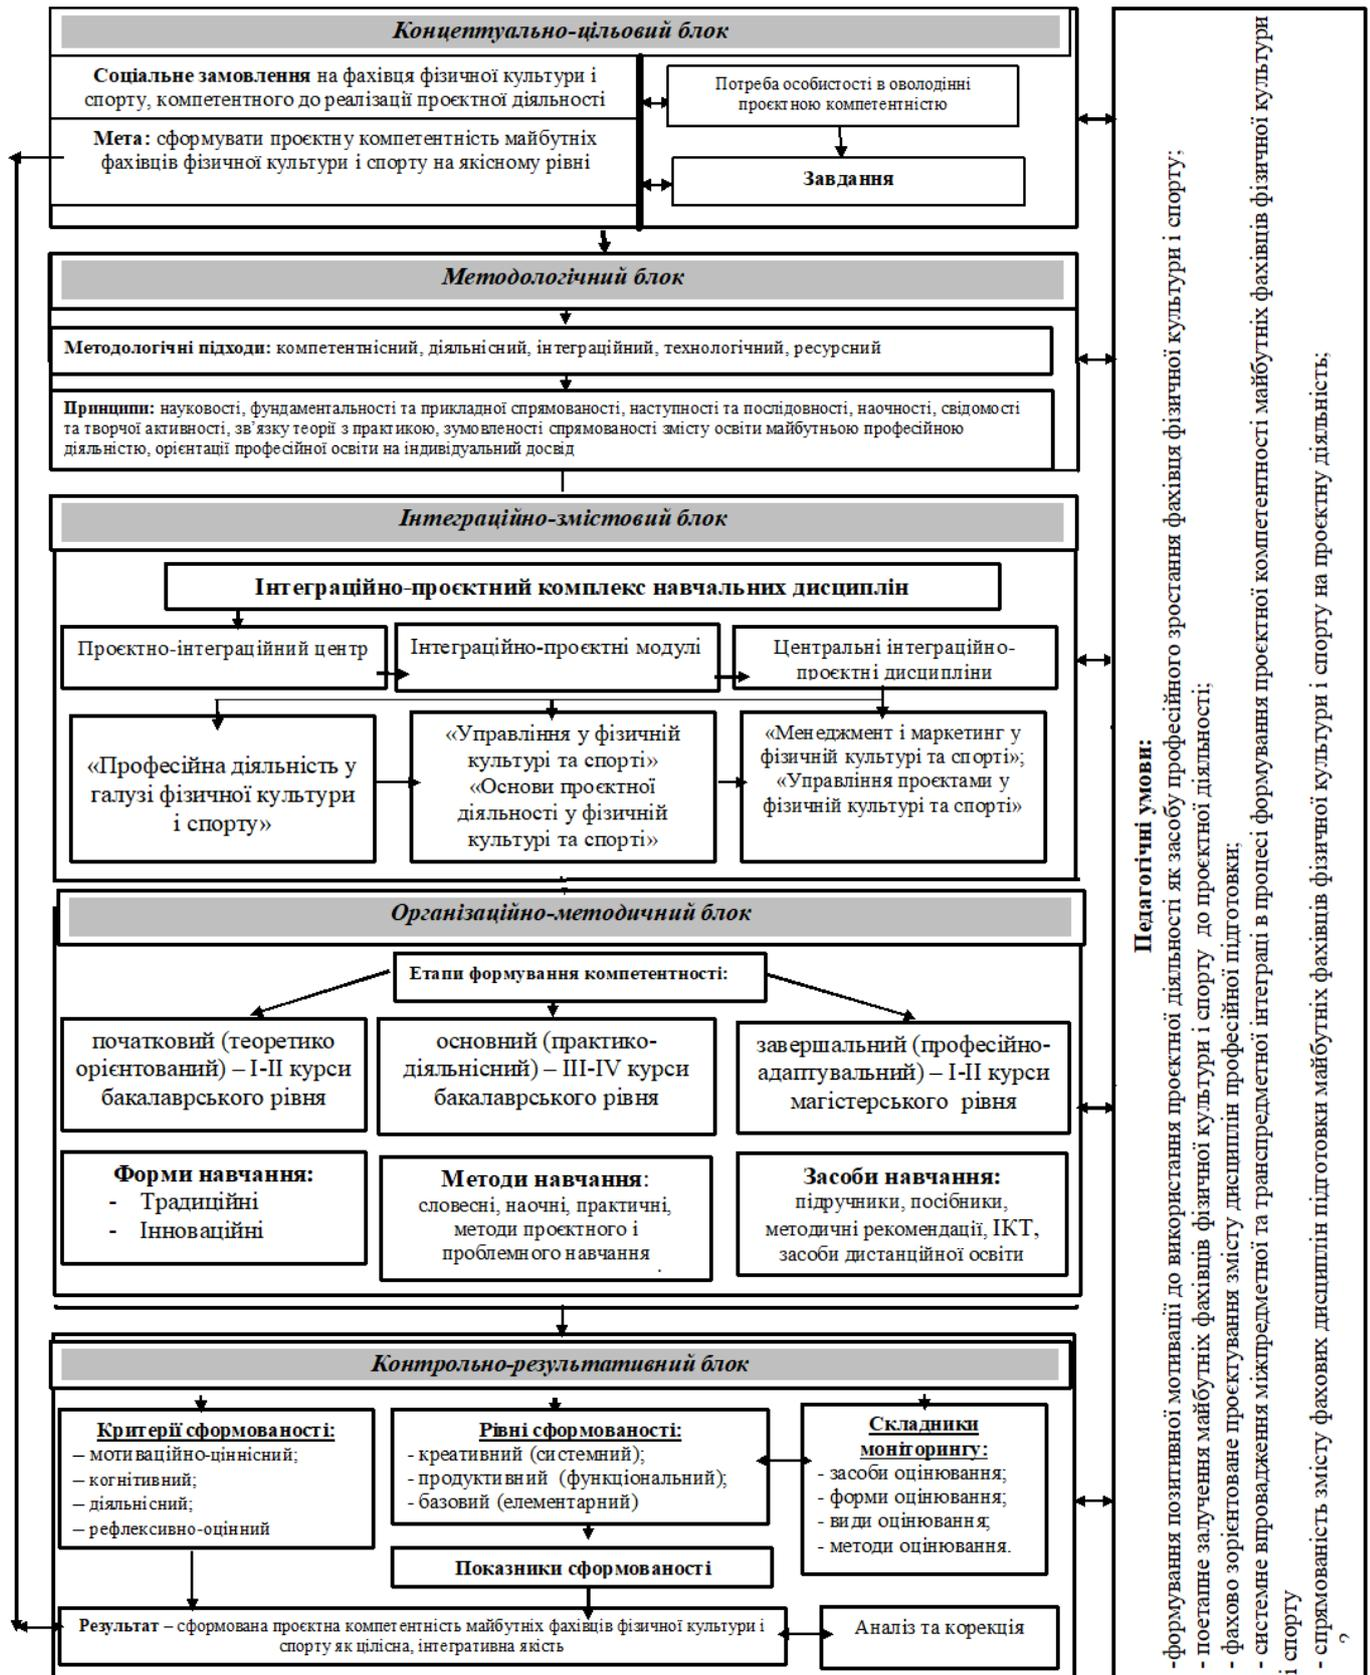 Концептуально-цільовий блок
Соціальне замовлення на фахівця фізичної культури і
спорту, компетентного до реалізації проєктної діяльності
Мета: сформувати проєктну компетентність майбутніх
фахівців фізичної культури і спорту на якісному рівні
Потреба особистості в оволодінні
проєктною компетентністю
Завдання
Методологічний блок
Методологічні підходи: компетентнісний, діяльнісний, інтеграційний, технологічний, ресурсний
Принципи: науковості, фундаментальності та прикладної спрямованості, наступності та послідовності, наочності, свідомості
та творчої активності, зв’язку теорії з практикою, зумовленості спрямованості змісту освіти майбутньою професійною
діяльністю, орієнтації професійної освіти на індивідуальний досвід
Інтеграційно-змістовий блок
Інтеграційно-проєктний комплекс навчальних дисциплін
Проєктно-інтеграційний центр
Інтеграційно-проєктні модулі
Центральні інтеграційно-
проєктні дисципліни
«Професійна діяльність у
галузі фізичної культури
і спорту»
«Управління у фізичній
культурі та спорті»
«Основи проєктної
діяльності у фізичній
культурі та спорті»
«Менеджмент і маркетинг у
фізичній культурі та спорті»;
«Управління проєктами у
фізичній культурі та спорті»
Організаційно-методичний блок
Етапи формування компетентності:
початковий (теоретико
орієнтований) – І-ІІ курси
бакалаврського рівня
основний (практико-
діяльнісний) – ІІІ-ІV курси
бакалаврського рівня
завершальний (професійно-
адаптувальний) – І-ІІ курси
магістерського рівня
Форми навчання:
- Традиційні
- Інноваційні
Методи навчання:
словесні, наочні, практичні,
методи проєктного і
проблемного навчання
.
Засоби навчання:
підручники, посібники,
методичні рекомендації, ІКТ,
засоби дистанційної освіти
Контрольно-результативний блок
Критерії сформованості:
– мотиваційно-ціннісний;
– когнітивний;
– діяльнісний;
– рефлексивно-оцінний
Рівні сформованості:
- креативний (системний);
- продуктивний (функціональний);
- базовий (елементарний)
Складники
моніторингу:
- засоби оцінювання;
- форми оцінювання;
- види оцінювання;
- методи оцінювання.
Показники сформованості
Результат – сформована проєктна компетентність майбутніх фахівців фізичної культури і
спорту як цілісна, інтегративна якість
Аналіз та корекція
Педагогічні умови:
-формування позитивної мотивації до використання проєктної діяльності як засобу професійного зростання фахівця фізичної культури і спорту;
- поетапне залучення майбутніх фахівців фізичної культури і спорту до проєктної діяльності;
- фахово зорієнтоване проєктування змісту дисциплін професійної підготовки;
- системне впровадження міжпредметної та транспредметної інтеграції в процесі формування проєктної компетентності майбутніх фахівців фізичної культури
і спорту
- спрямованість змісту фахових дисциплін підготовки майбутніх фахівців фізичної культури і спорту на проєктну діяльність;